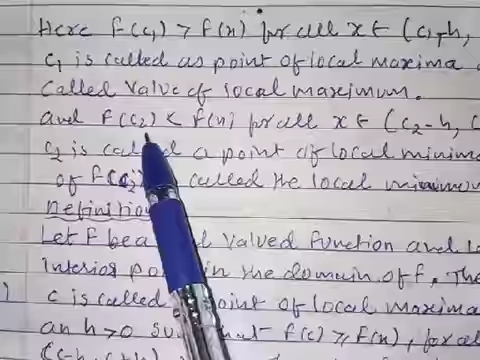 Here f(c₁) > f(x) for all x ∈ (c₁-h,
c₁ is called as point of local maxima
called value of local maximum.
and f(c₂) < f(x) for all x ∈ (c₂-h, c
c₂ is called a point of local minim
of f(c₂) called the local minimum
Definition
Let f be a valued function and
interior po in the domain of f. The
c is called point of local maxima
an h>0 su that f(c) ≥ f(x), for al
(c-h, c+h)